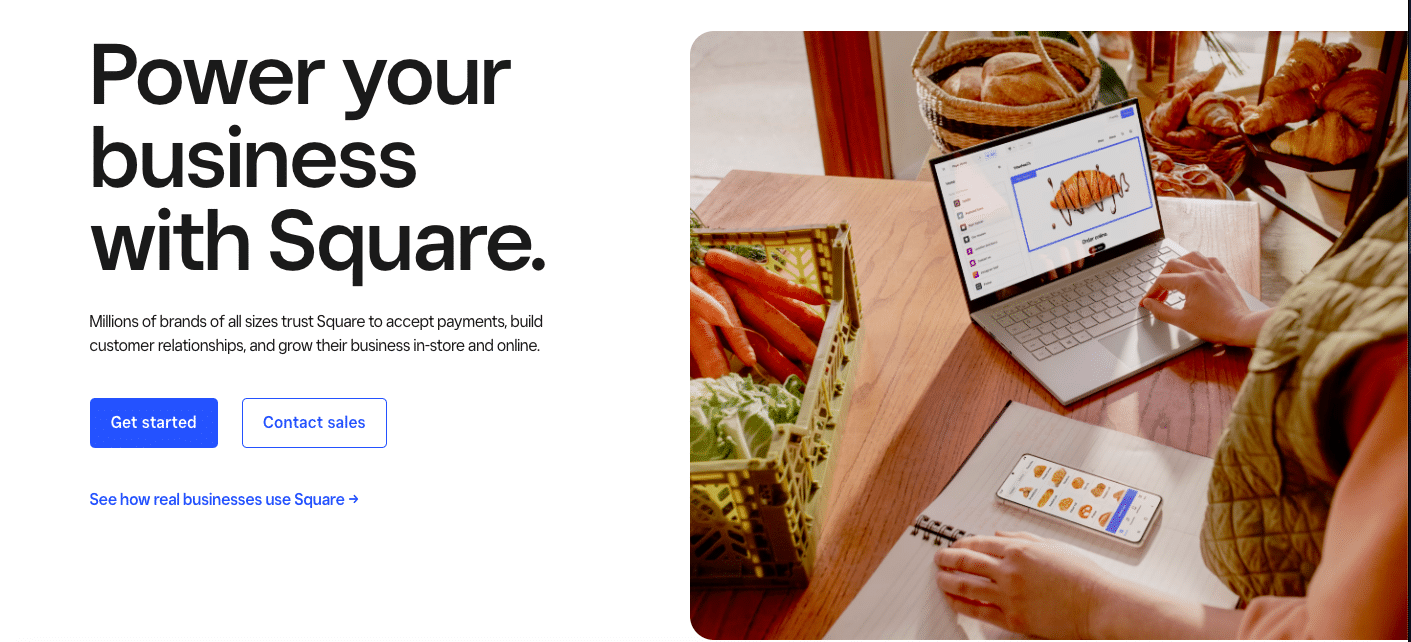 Power your
business
with Square.
Millions of brands of all sizes trust Square to accept payments, build
customer relationships, and grow their business in-store and online.
Get started
Contact sales
See how real businesses use Square →
Order online